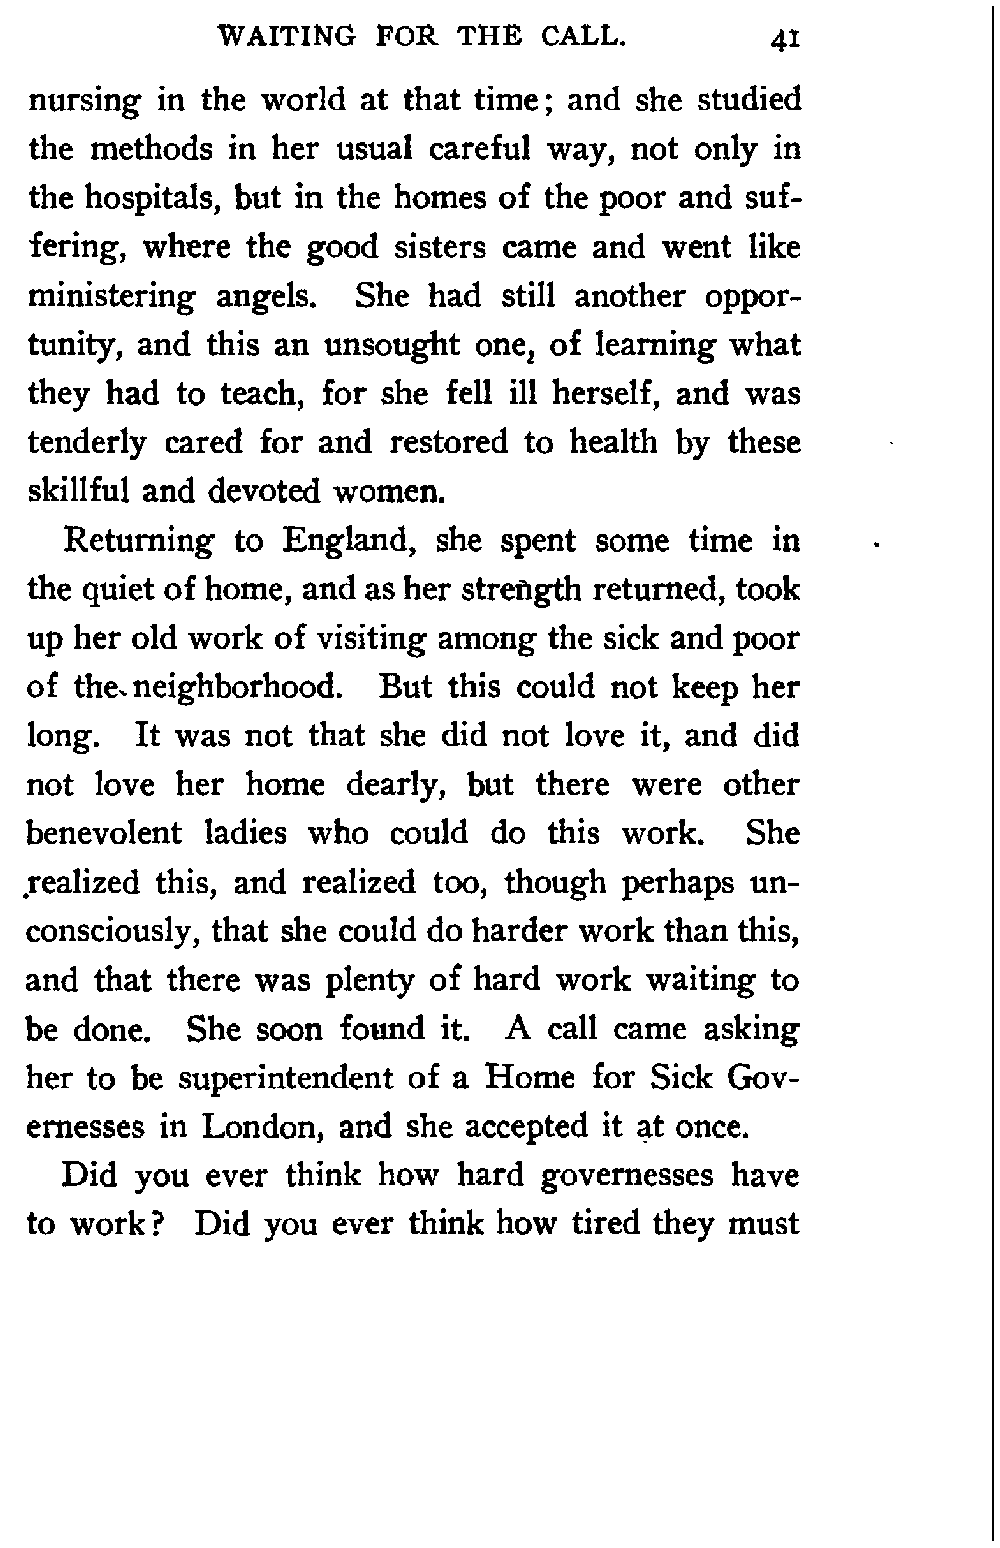 WAITING FOR THE CALL. 41
nursing in the world at that time; and she studied
the methods in her usual careful way, not only in
the hospitals, but in the homes of the poor and suf-
fering, where the good sisters came and went like
ministering angels. She had still another oppor-
tunity, and this an unsought one, of learning what
they had to teach, for she fell ill herself, and was
tenderly cared for and restored to health by these
skillful and devoted women.
Returning to England, she spent some time in
the quiet of home, and as her strength returned, took
up her old work of visiting among the sick and poor
of the neighborhood. But this could not keep her
long. It was not that she did not love it, and did
not love her home dearly, but there were other
benevolent ladies who could do this work. She
realized this, and realized too, though perhaps un-
consciously, that she could do harder work than this,
and that there was plenty of hard work waiting to
be done. She soon found it. A call came asking
her to be superintendent of a Home for Sick Gov-
ernesses in London, and she accepted it at once.
Did you ever think how hard governesses have
to work? Did you ever think how tired they must